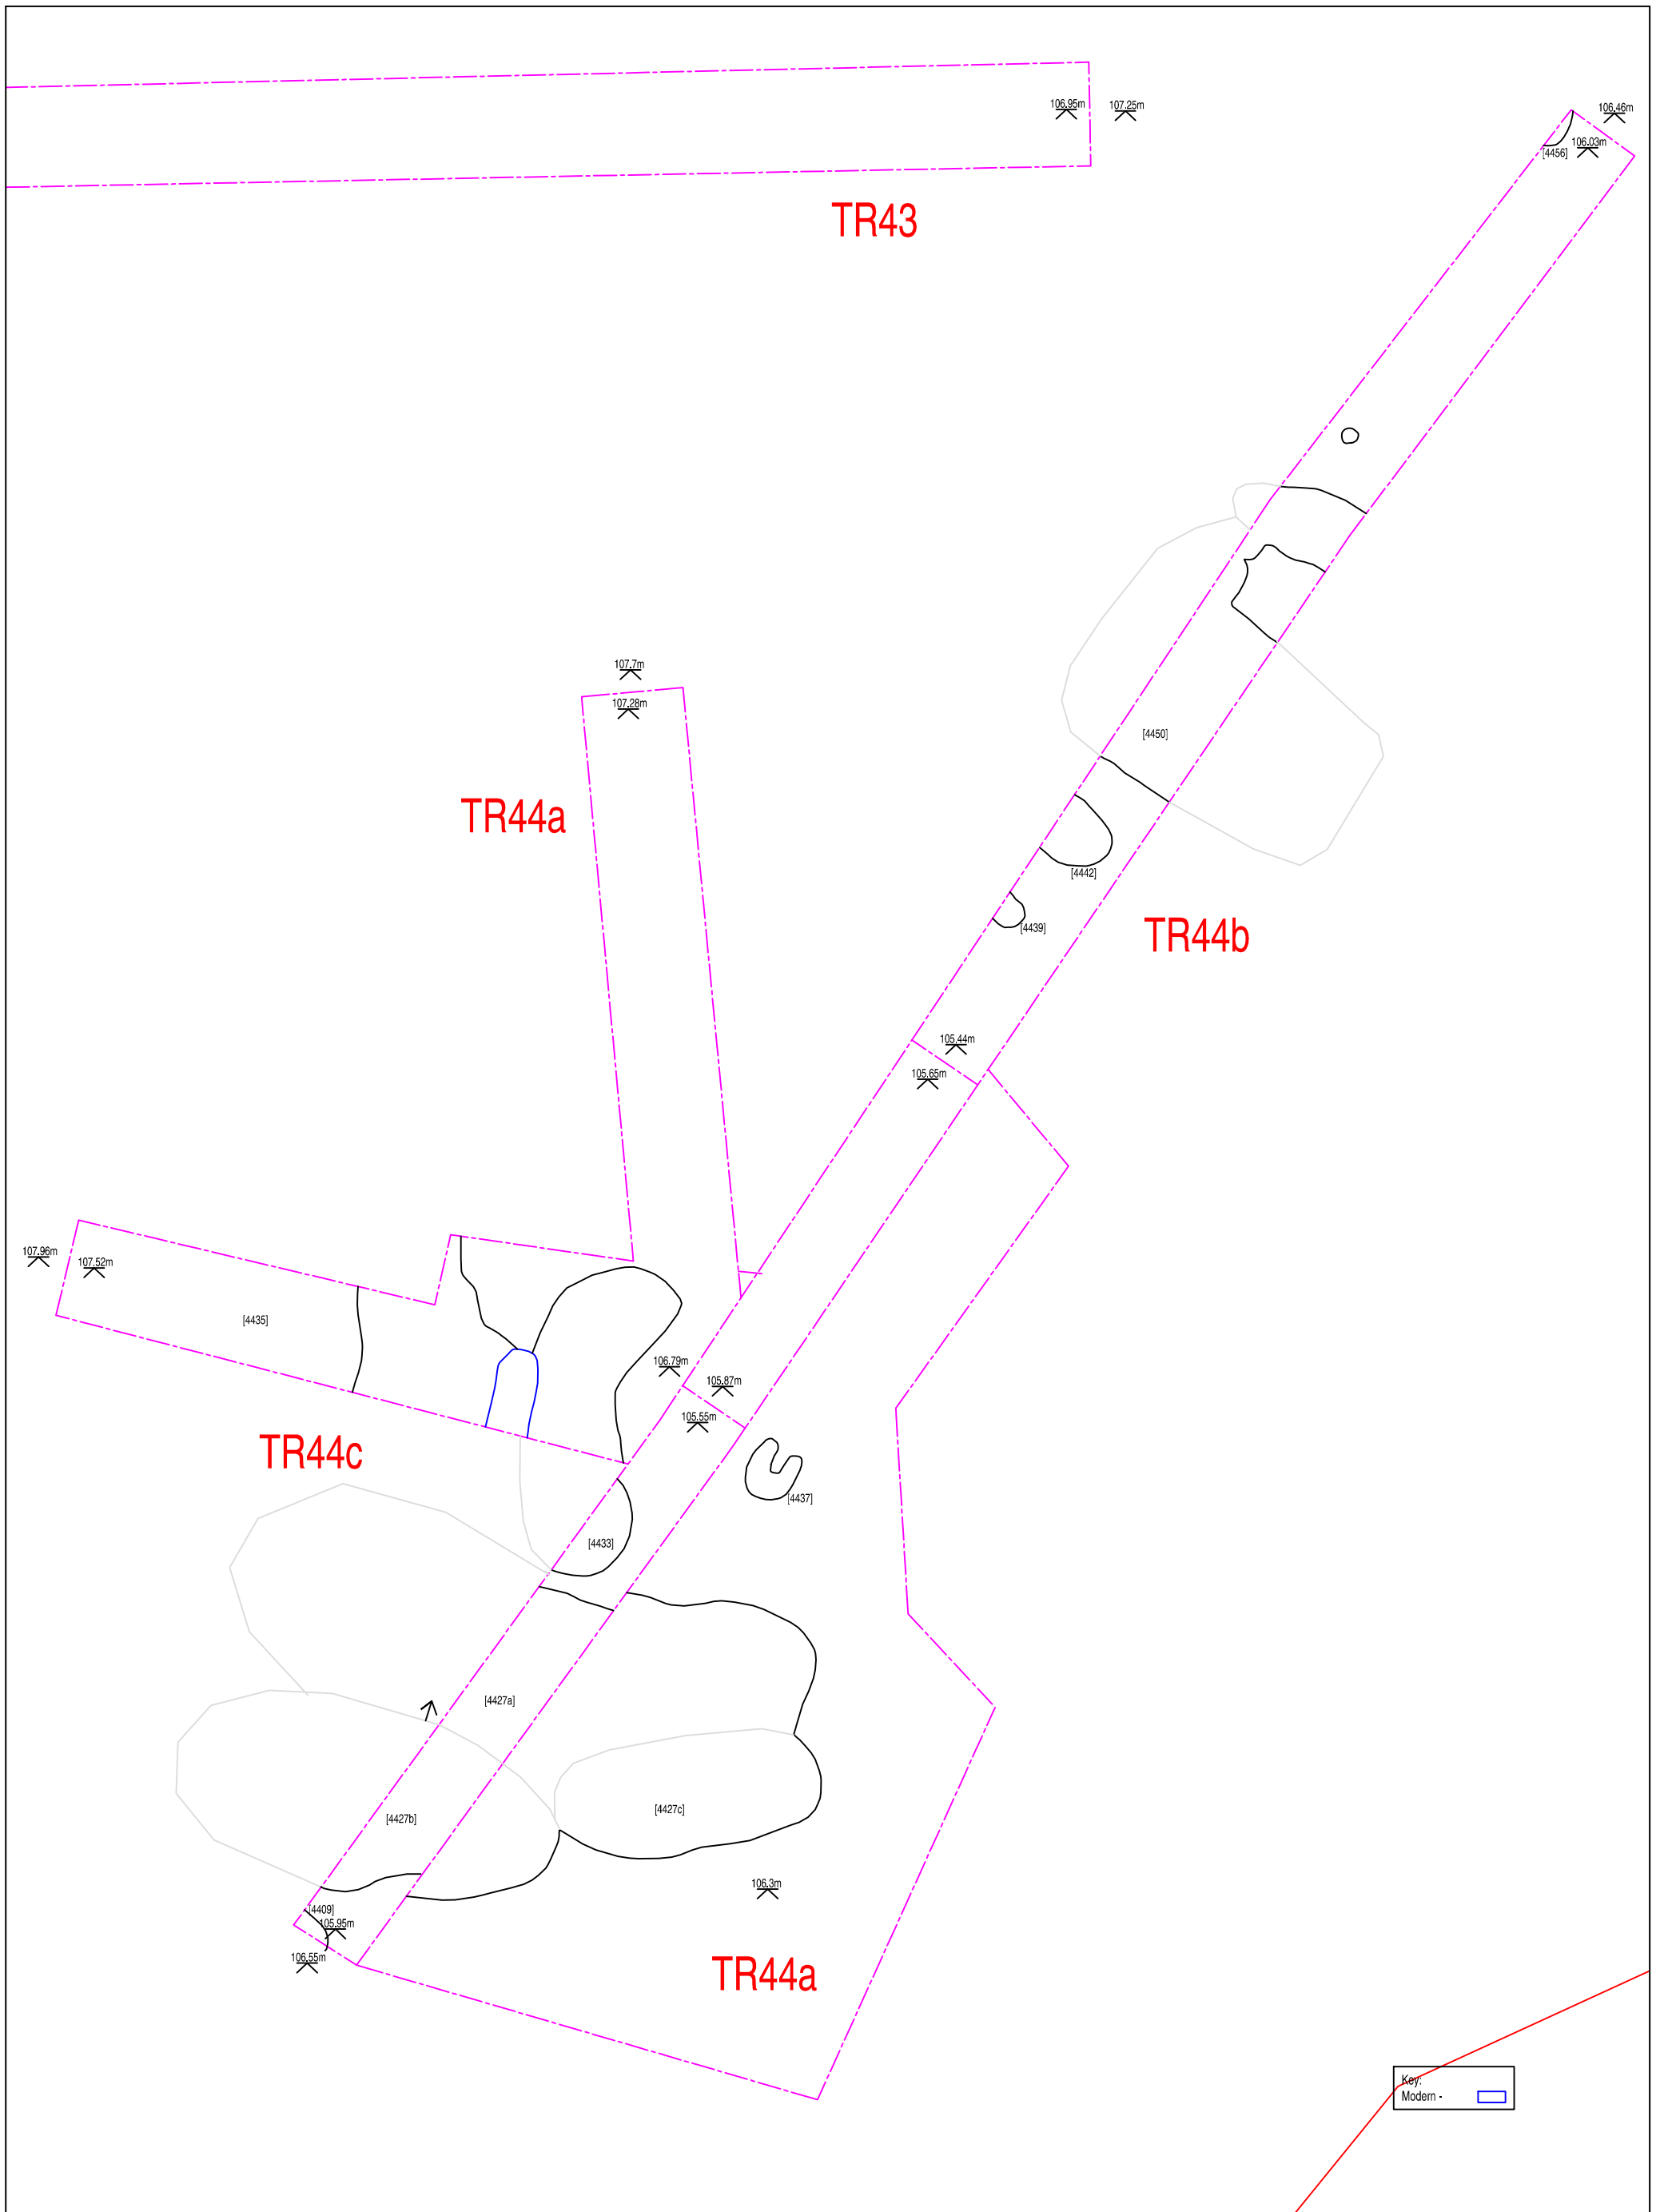 106.95m
107.25m
106.46m
106.03m
[4456]
TR43
107.7m
107.28m
[4450]
TR44a
[4442]
[4439]
TR44b
105.44m
105.65m
107.96m
107.52m
[4435]
106.79m
105.87m
105.55m
TR44c
[4437]
[4433]
[4427a]
[4427c]
[4427b]
106.3m
[4409]
105.95m
106.55m
TR44a
Key:
Modern -